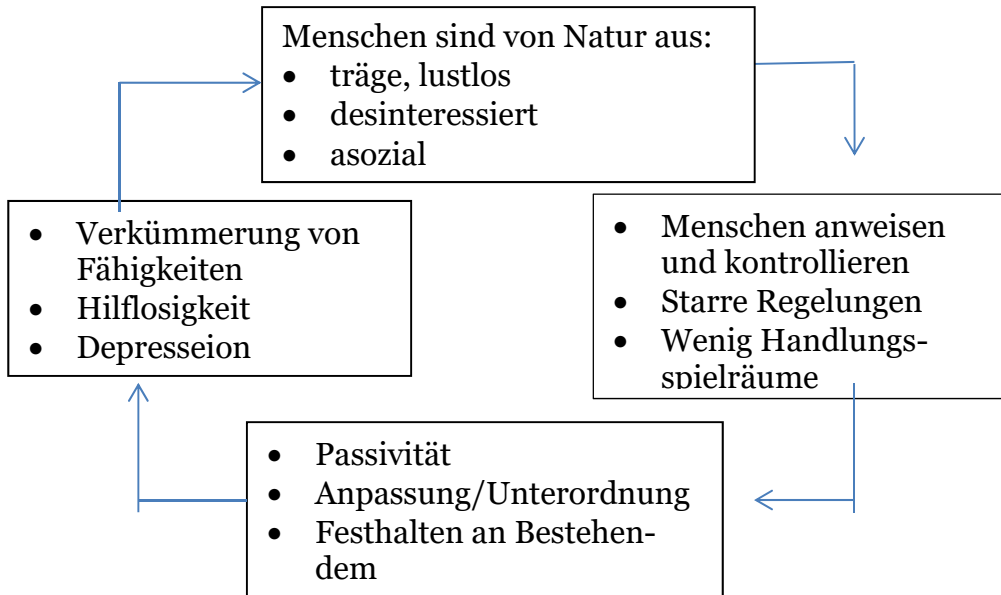 Menschen sind von Natur aus:
• träge, lustlos
• desinteressiert
• asozial
• Menschen anweisen
und kontrollieren
• Starre Regelungen
• Wenig Handlungs-
spielräume
• Passivität
• Anpassung/Unterordnung
• Festhalten an Bestehen-
dem
• Verkümmerung von
Fähigkeiten
• Hilflosigkeit
• Depresseion